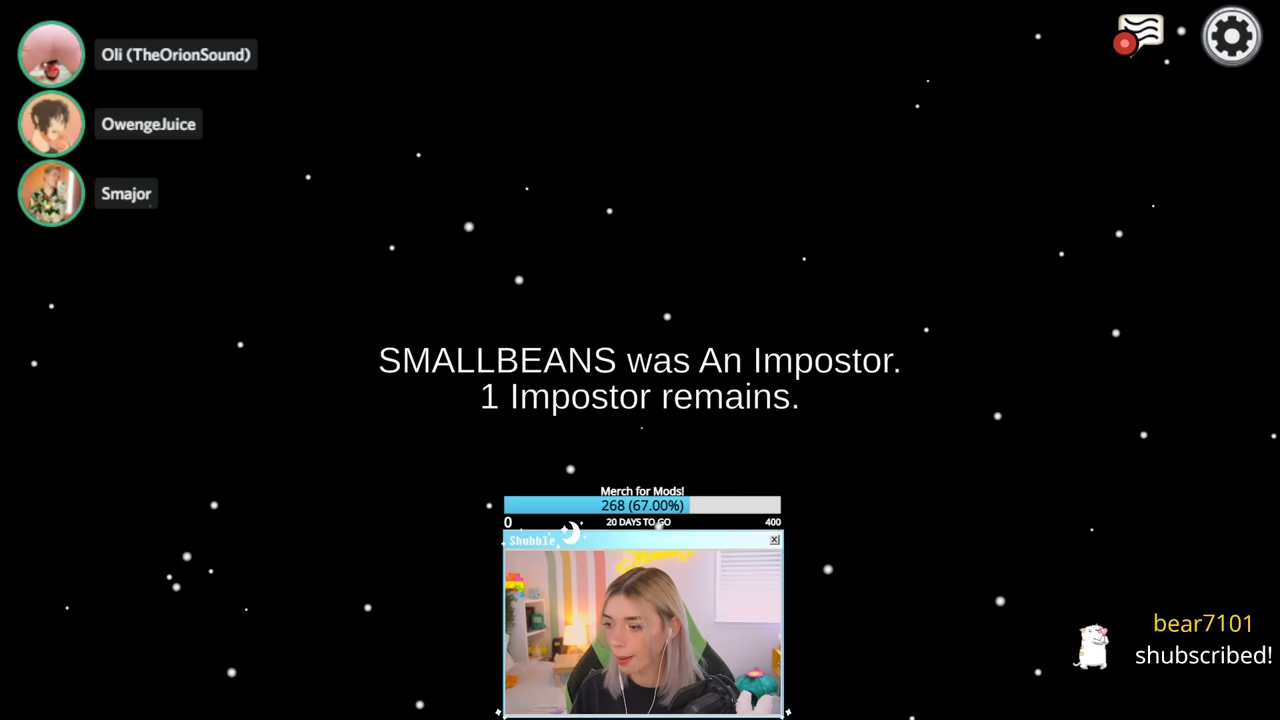 Oli (TheOrionSound)
OwengeJuice
Smajor
SMALLBEANS was An Impostor.
1 Impostor remains.
Merch for Mods!
268 (67.00%)
0 20 DAYS TO GO 400
Shubble
bear7101
shubscribed!